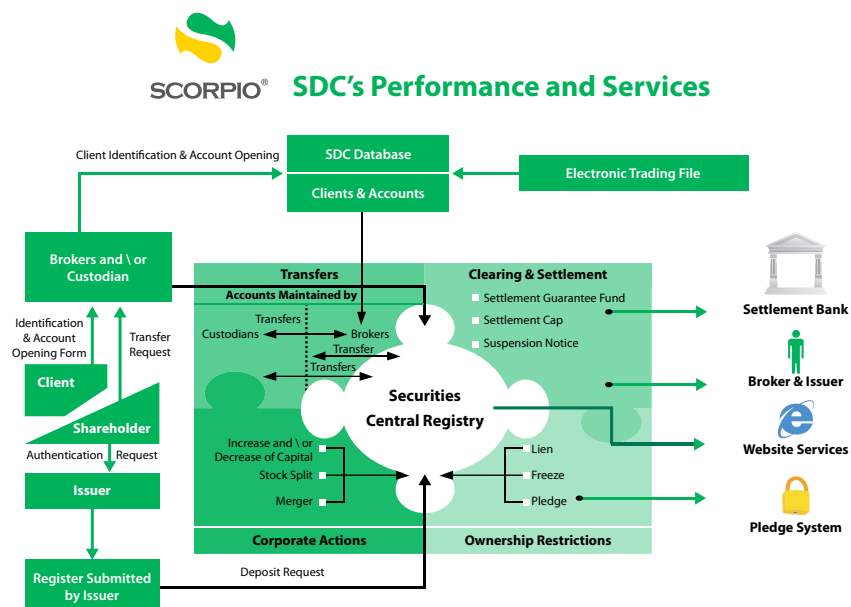 SCORPIO®
SDC's Performance and Services
Client Identification & Account Opening
SDC Database
Clients & Accounts
Electronic Trading File
Brokers and \ or
Custodian
Identification
& Account
Opening Form
Transfer
Request
Client
Shareholder
Authentication
Request
Issuer
Register Submitted
by Issuer
Deposit Request
Transfers
Accounts Maintained by
Transfers
Custodians
Brokers
Transfer
Transfers
Clearing & Settlement
Settlement Guarantee Fund
Settlement Cap
Suspension Notice
Securities
Central Registry
Increase and \ or
Decrease of Capital
Stock Split
Merger
Corporate Actions
Lien
Freeze
Pledge
Ownership Restrictions
Settlement Bank
Broker & Issuer
Website Services
Pledge System